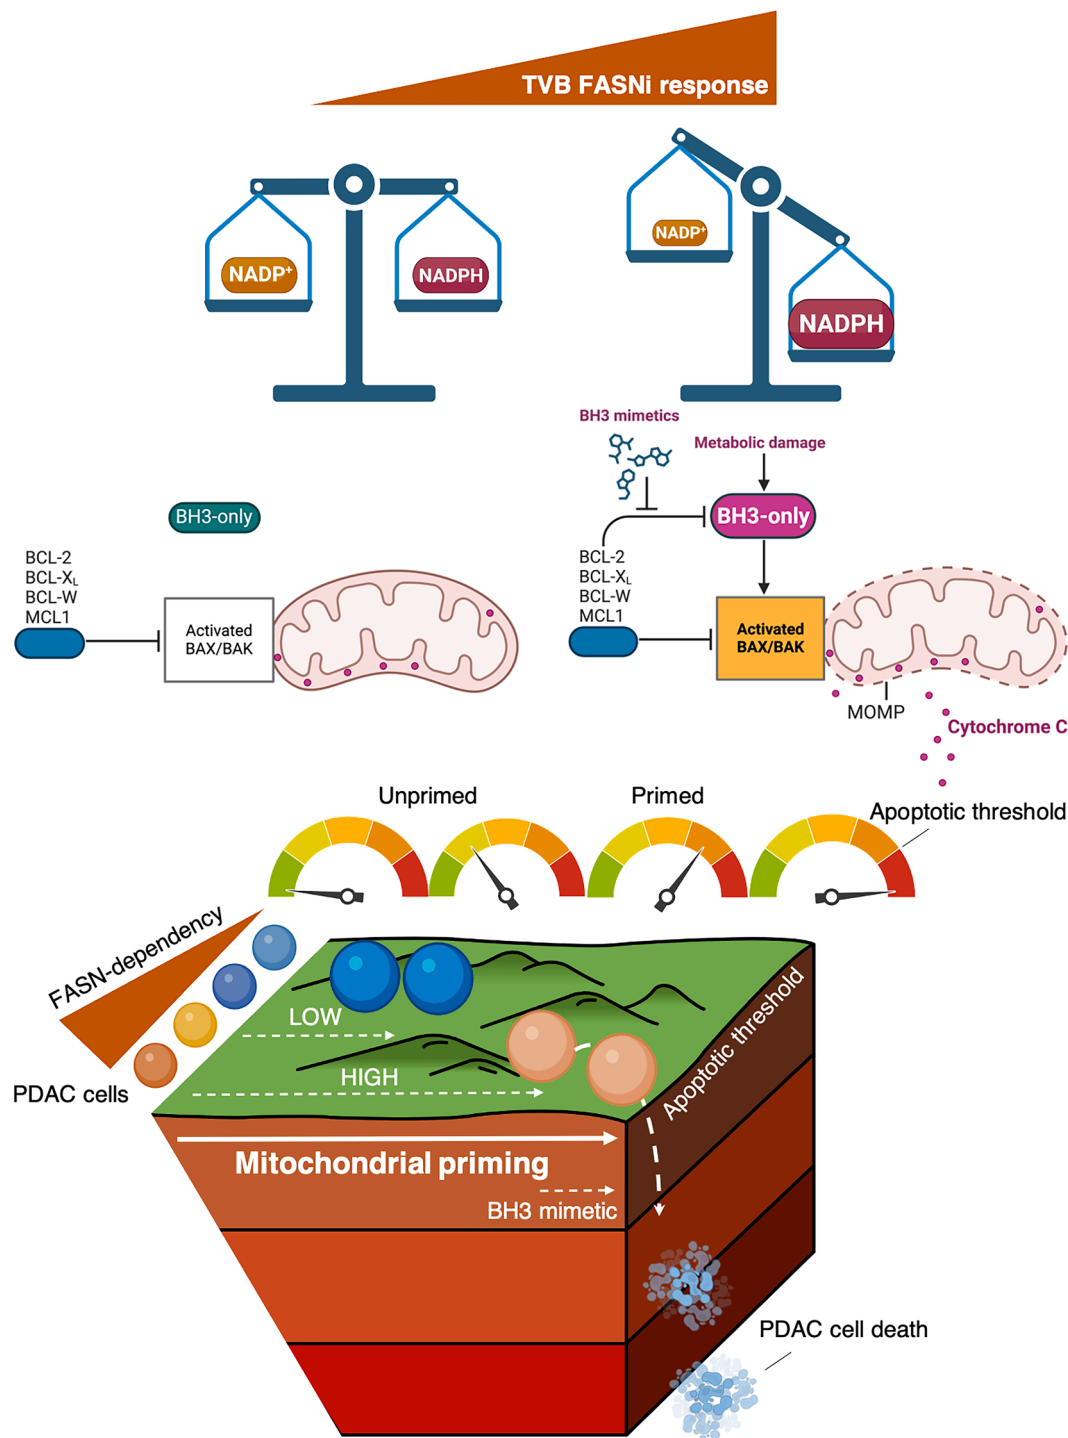 TVB FASNi response
NADP⁺
NADPH
NADP⁺
NADPH
BH3 mimetics
Metabolic damage
BH3-only
BCL-2
BCL-X_L
BCL-W
MCL1
Activated
BAX/BAK
BH3-only
BCL-2
BCL-X_L
BCL-W
MCL1
Activated
BAX/BAK
MOMP
Cytochrome C
Unprimed
Primed
Apoptotic threshold
FASN-dependency
PDAC cells
LOW
HIGH
Apoptotic threshold
Mitochondrial priming
BH3 mimetic
PDAC cell death